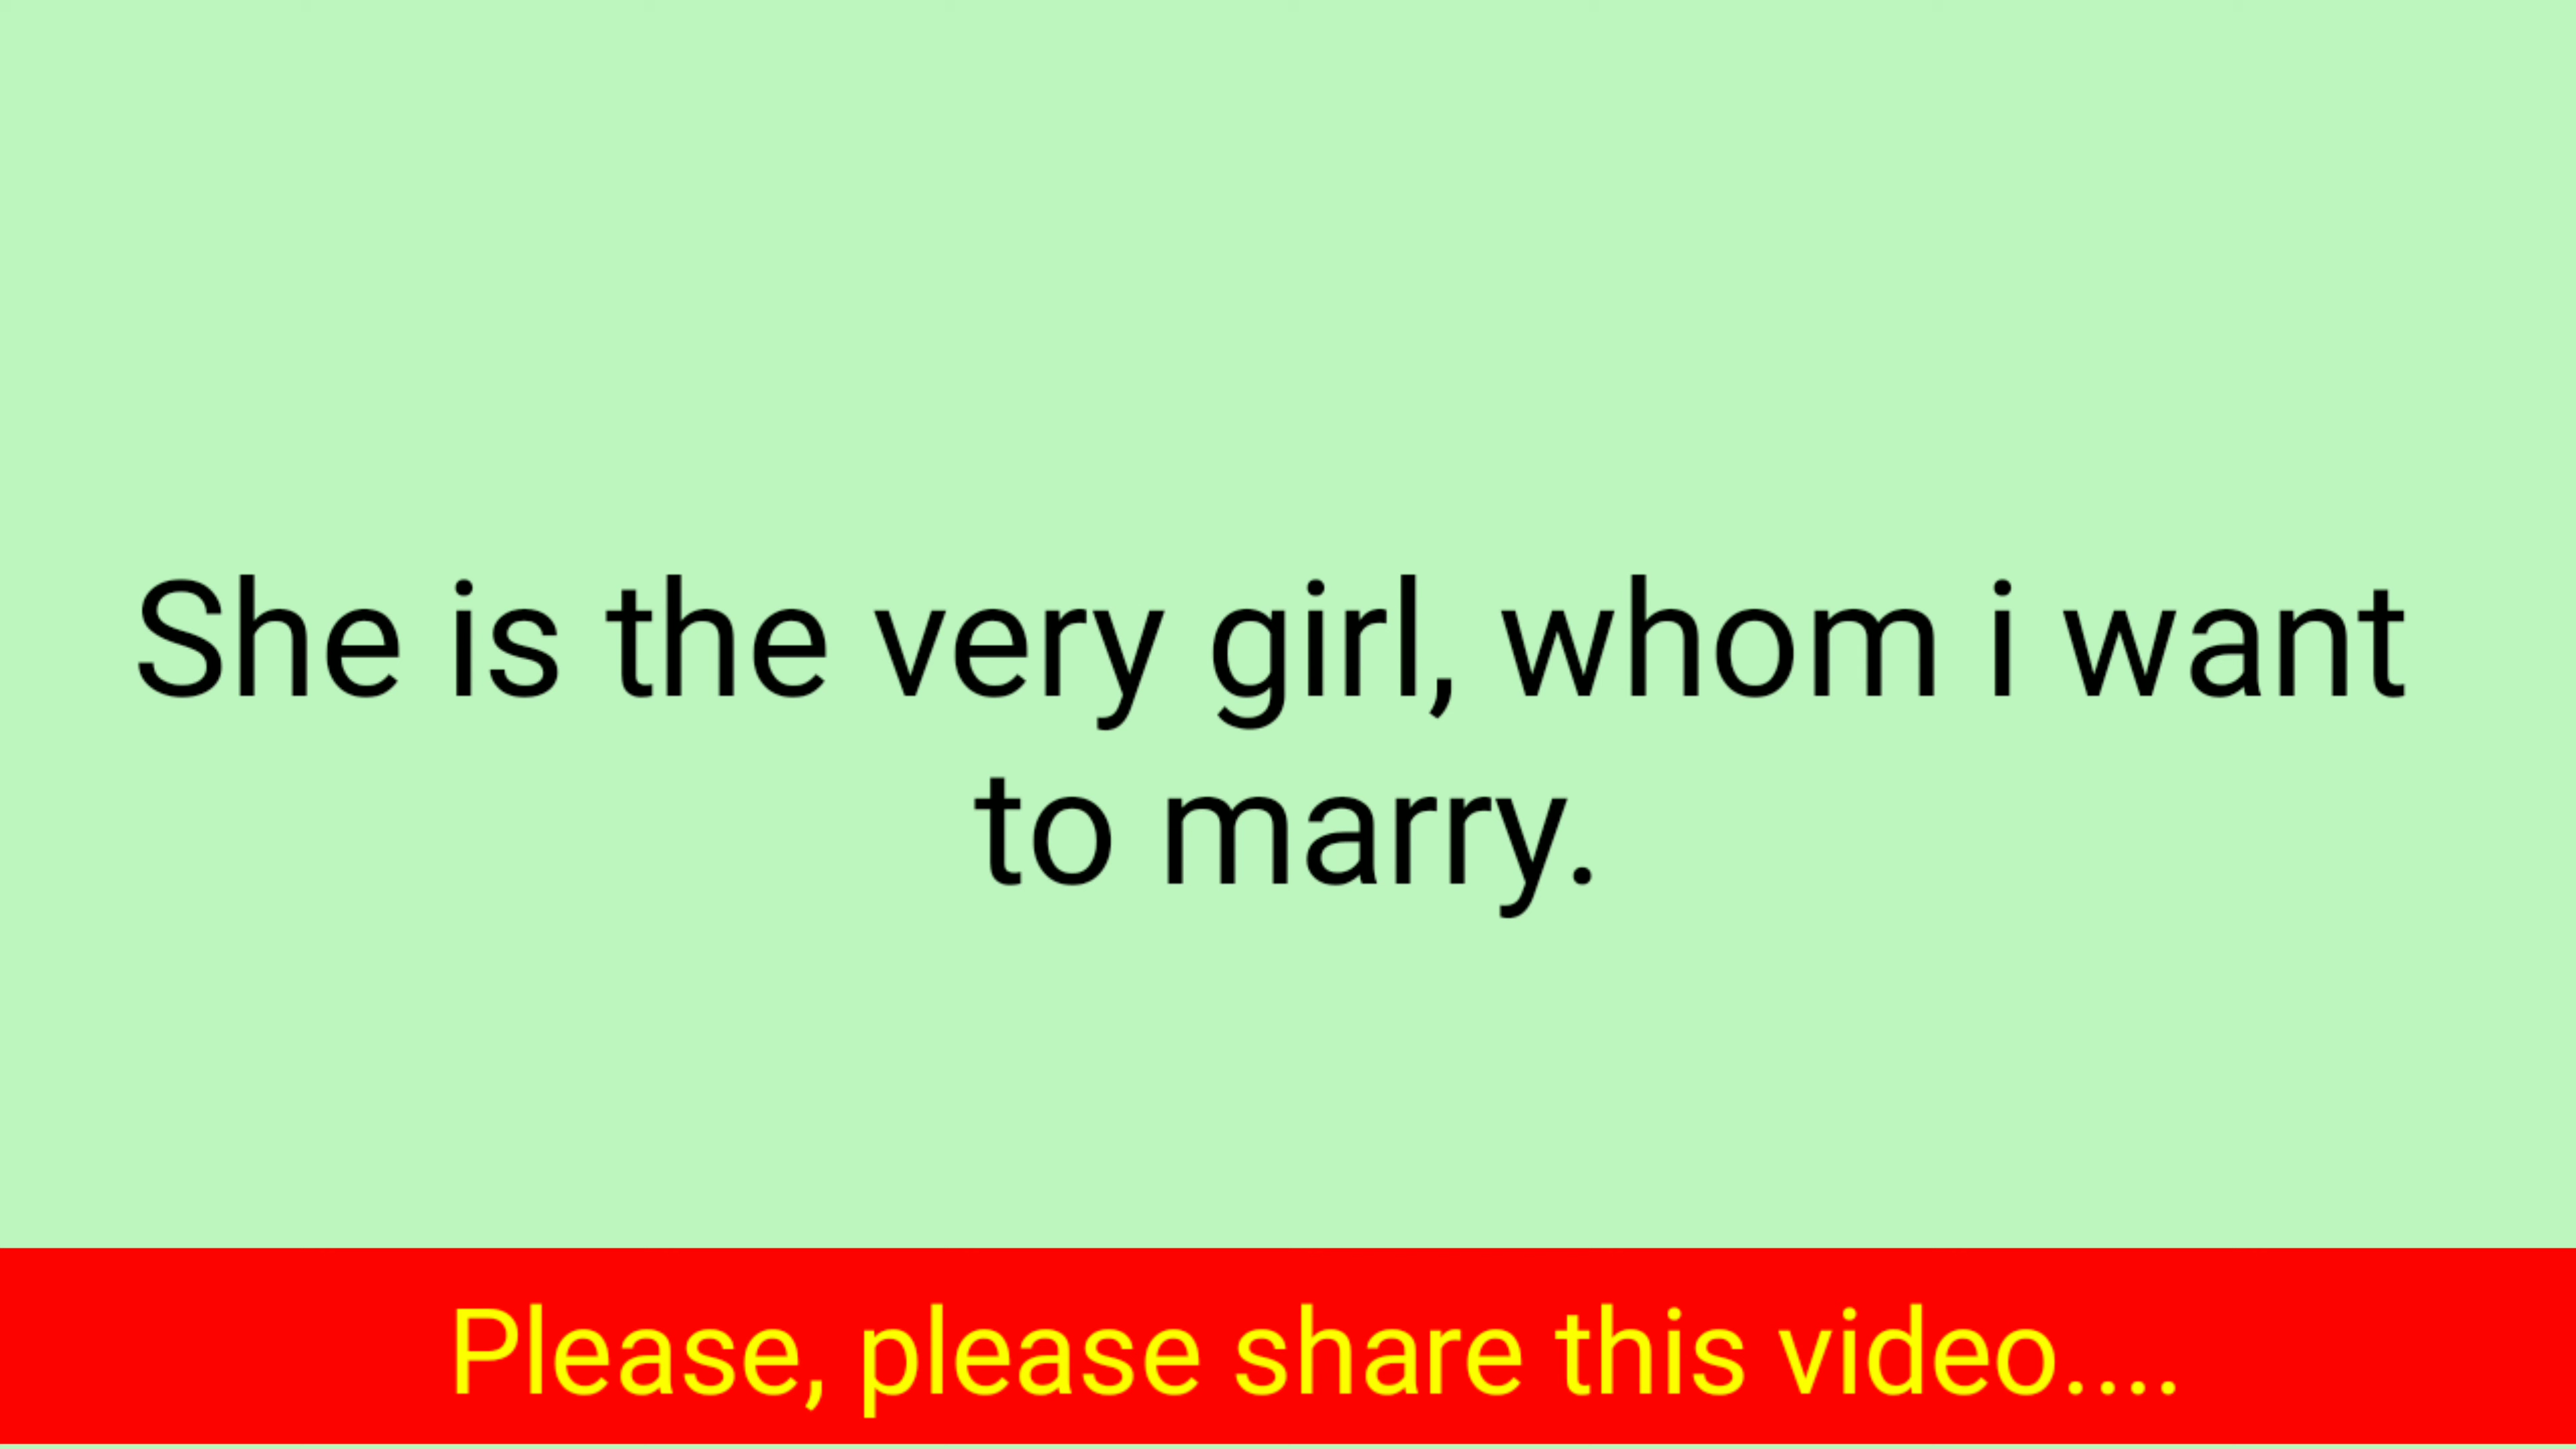 She is the very girl, whom i want
to marry.
Please, please share this video....